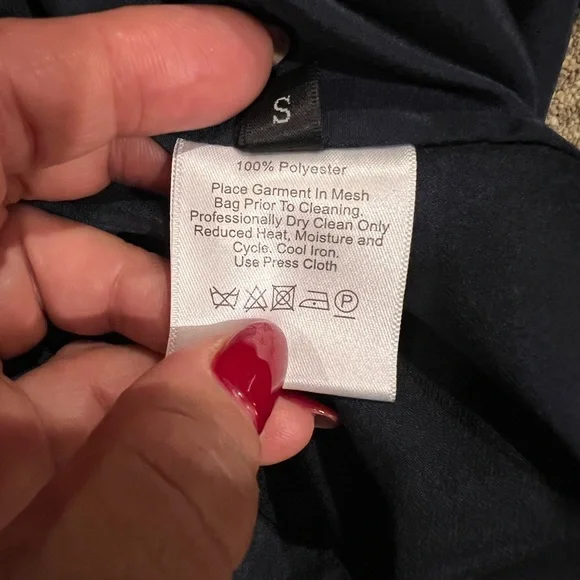 S
100% Polyester
Place Garment In Mesh
Bag Prior To Cleaning.
Professionally Dry Clean Only
Reduced Heat, Moisture and
Cycle. Cool Iron.
Use Press Cloth
P